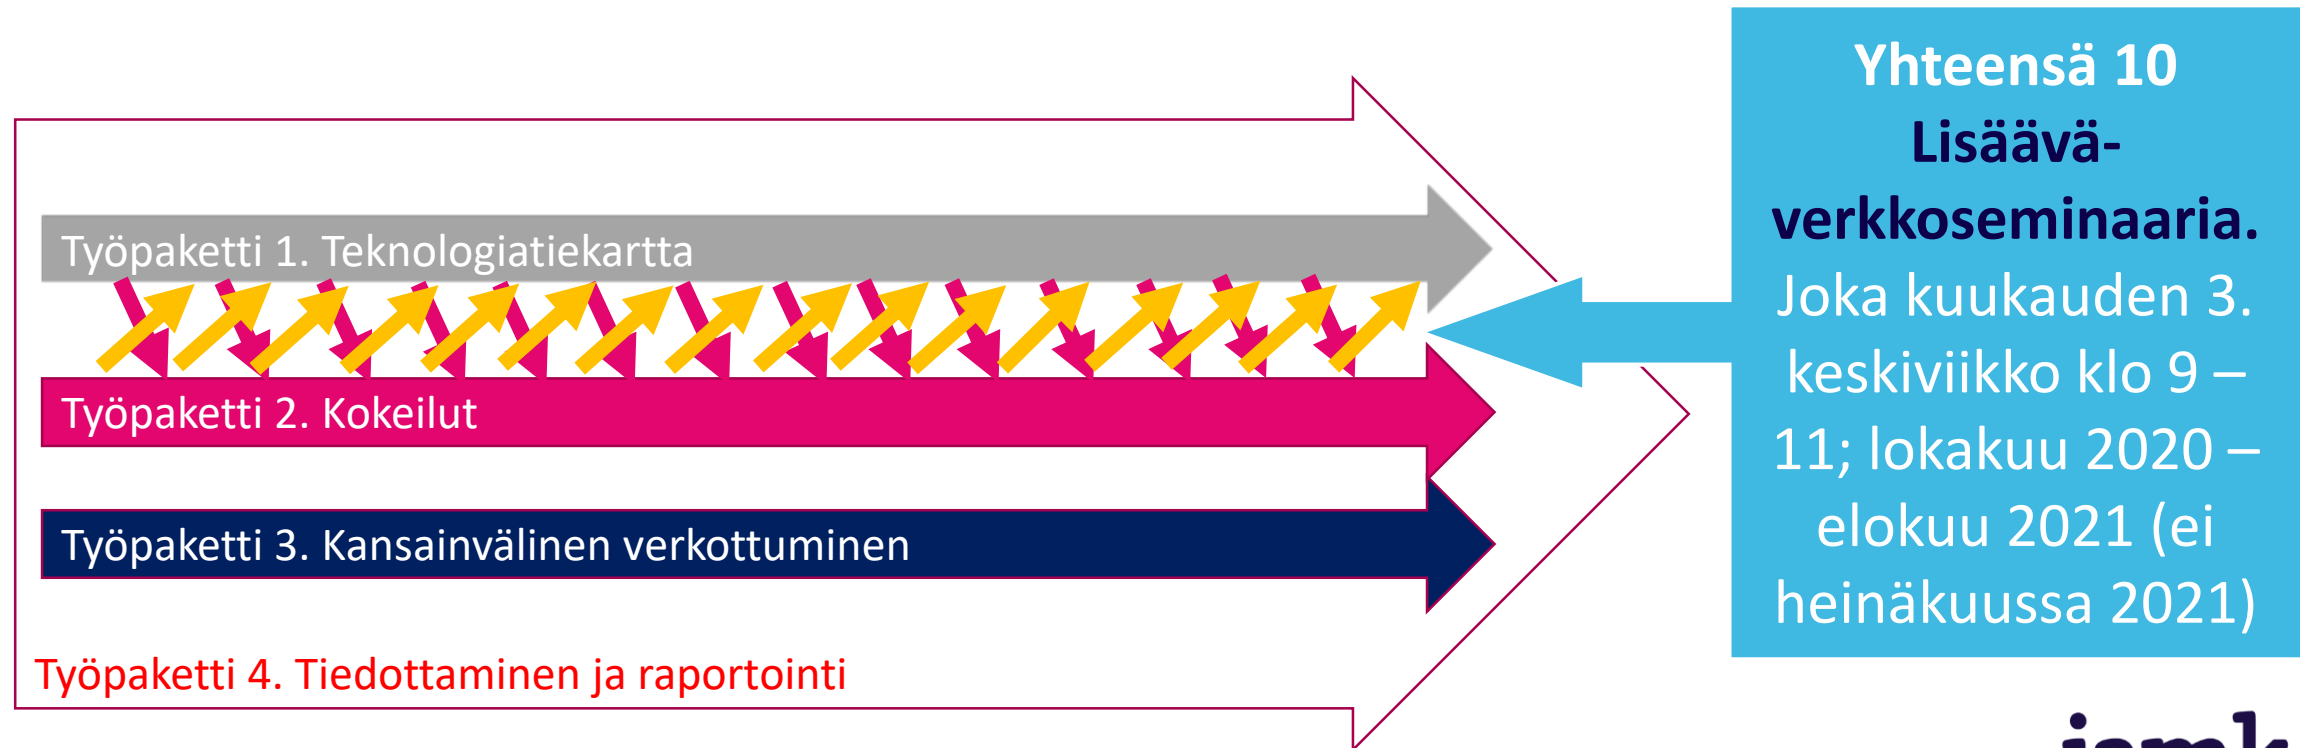 Yhteensä 10
Lisäävä-
verkkoseminaaria.
Joka kuukauden 3.
keskiviikko klo 9 –
11; lokakuu 2020 –
elokuu 2021 (ei
heinäkuussa 2021)
Työpaketti 1. Teknologiatiekartta
Työpaketti 2. Kokeilut
Työpaketti 3. Kansainvälinen verkottuminen
Työpaketti 4. Tiedottaminen ja raportointi
jamk